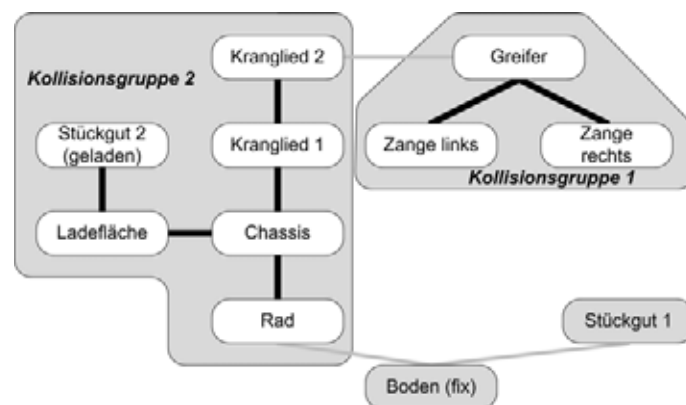 Kranglied 2
Greifer
Kollisionsgruppe 2
Stückgut 2
(geladen)
Kranglied 1
Zange links
Zange
rechts
Kollisionsgruppe 1
Ladefläche
Chassis
Rad
Stückgut 1
Boden (fix)